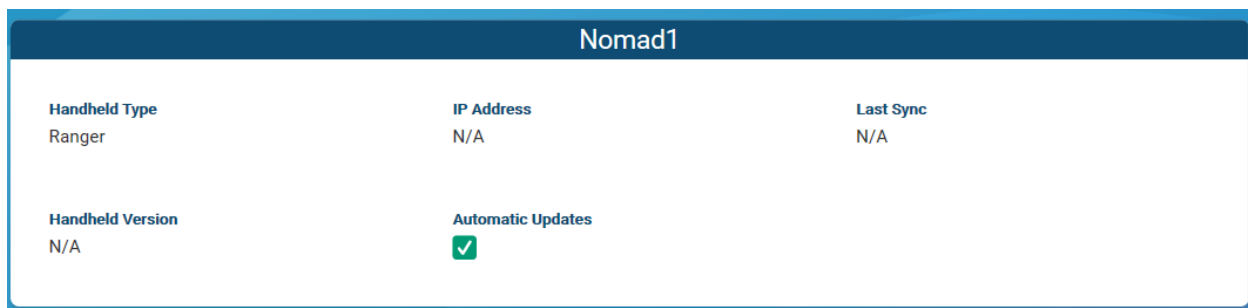 Nomad1
Handheld Type
Ranger
IP Address
N/A
Last Sync
N/A
Handheld Version
N/A
Automatic Updates